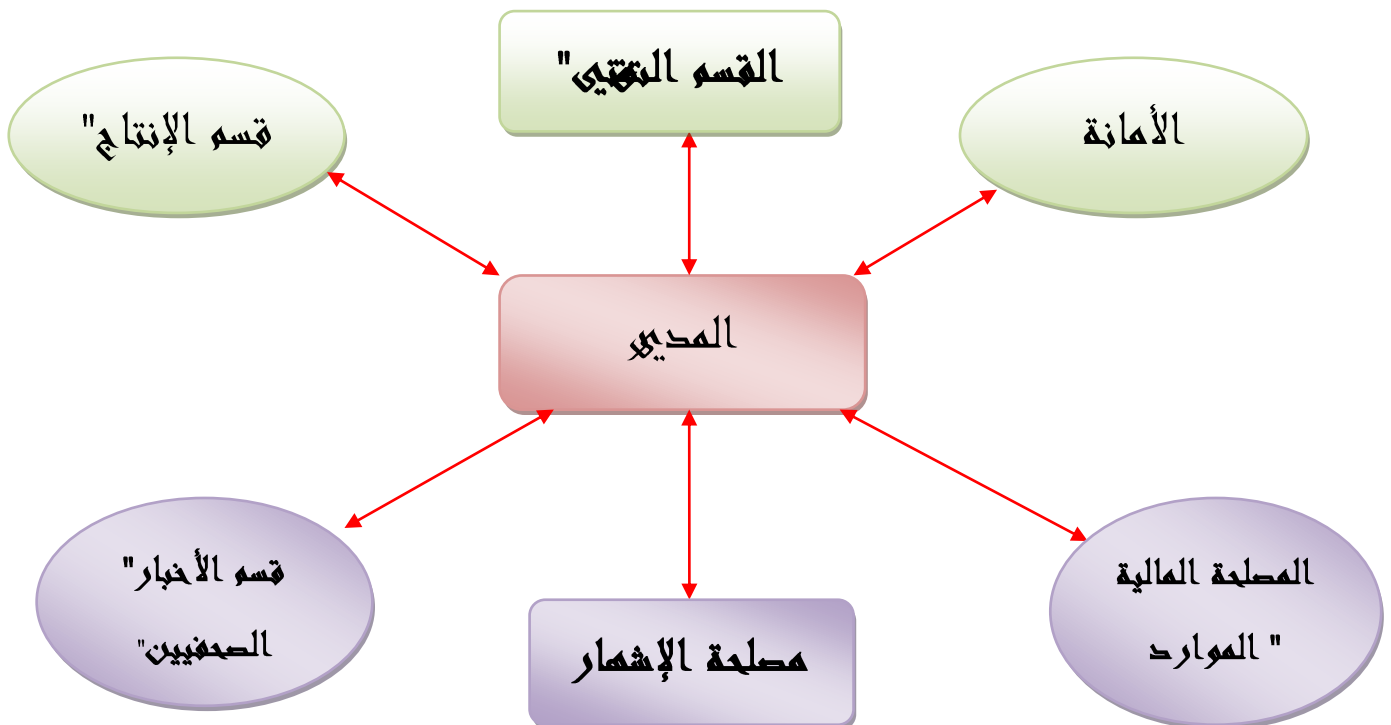 القسم التقني"
الأمانة
قسم الإنتاج"
المدير
المصلحة المالية
" الموارد
مصلحة الإشهار
قسم الأخبار"
الصحفيين"